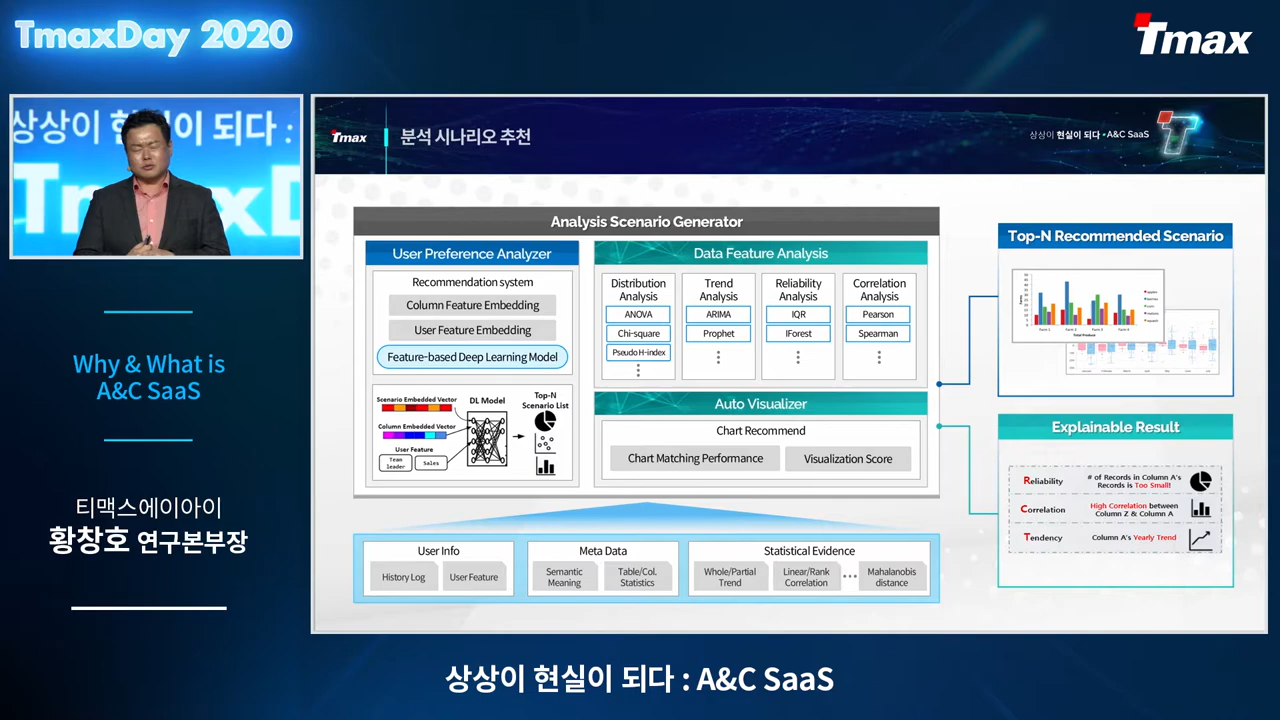 TmaxDay 2020
Tmax
상상이 현실이 되다 :
Tmax
분석 시나리오 추천
상상이 현실이 되다 • A&C SaaS
Analysis Scenario Generator
User Preference Analyzer
Recommendation system
Column Feature Embedding
User Feature Embedding
Feature-based Deep Learning Model
Scenario Embedded Vector
Column Embedded Vector
User Feature
Team
leader
Sales
DL Model
Top-N
Scenario List
Data Feature Analysis
Distribution
Analysis
ANOVA
Chi-square
Pseudo H-index
Trend
Analysis
ARIMA
Prophet
Reliability
Analysis
IQR
IForest
Correlation
Analysis
Pearson
Spearman
Auto Visualizer
Chart Recommend
Chart Matching Performance
Visualization Score
User Info
History Log
User Feature
Meta Data
Semantic
Meaning
Table/Col.
Statistics
Statistical Evidence
Whole/Partial
Trend
Linear/Rank
Correlation
Mahalanobis
distance
Top-N Recommended Scenario
Explainable Result
Reliability
# of Records in Column A's
Records is Too Small!
Correlation
High Correlation between
Column Z & Column A
Tendency
Column A's Yearly Trend
Why & What is
A&C SaaS
티맥스에이아이
황창호 연구본부장
상상이 현실이 되다 : A&C SaaS